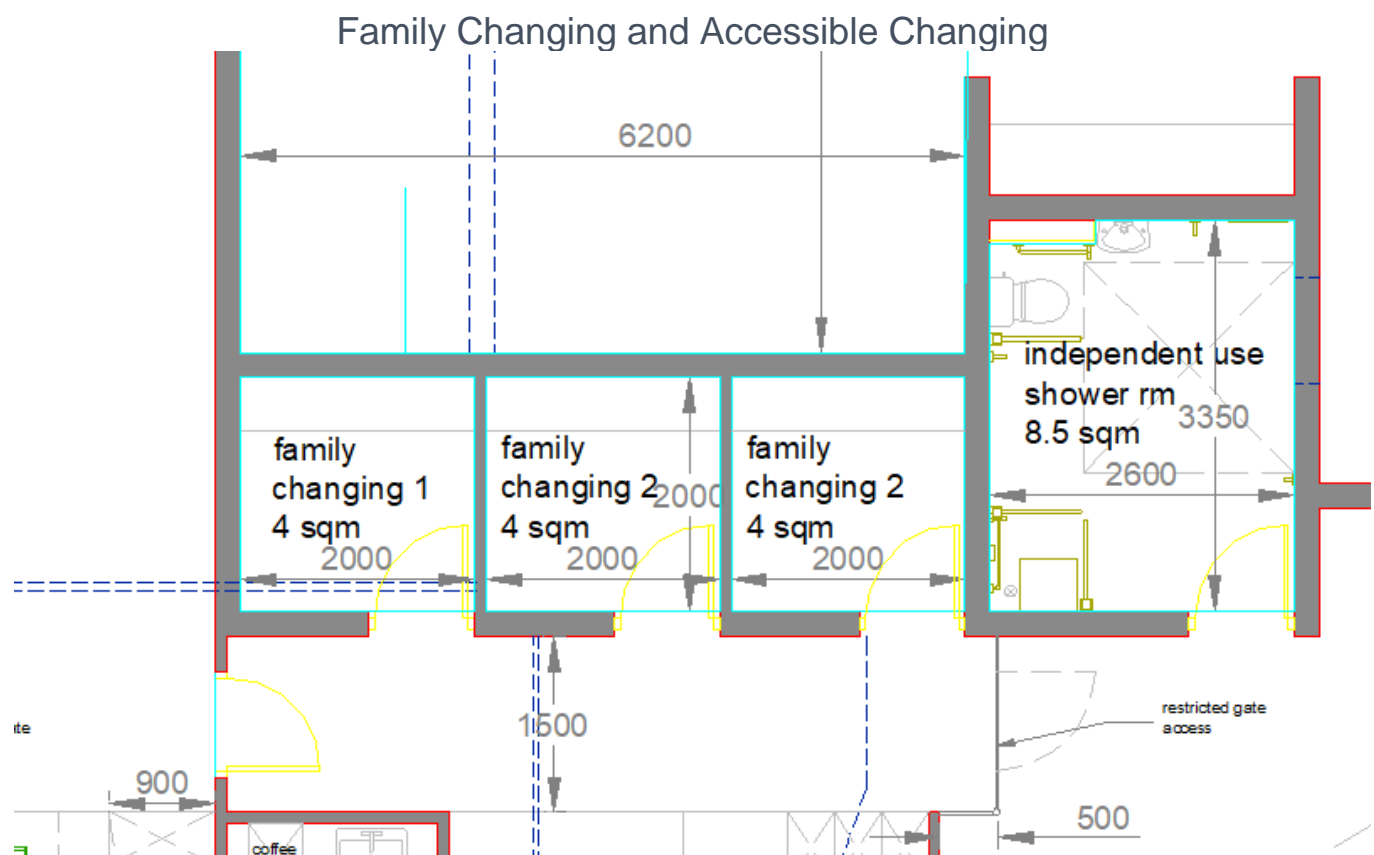 Family Changing and Accessible Changing
6200
independent use
shower rm
8.5 sqm
3350
2600
family
changing 1
4 sqm
2000
family
changing 2
4 sqm
2000
2000
family
changing 2
4 sqm
2000
restricted gate
access
1500
900
500
coffee